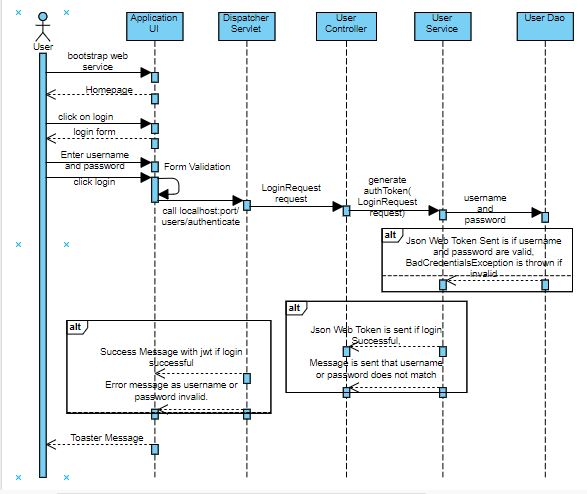 Application
UI
Dispatcher
Servlet
User
Controller
User
Service
User Dao
User
bootstrap web
service
Homepage
click on login
login form
Enter username
and password
click login
Form Validation
call localhost:port/
users/authenticate
LoginRequest
request
generate
authToken(
LoginRequest
request)
username
and
password
alt
Json Web Token Sent is if username
and password are valid,
BadCredentialsException is thrown if
invalid
alt
Json Web Token is sent if login
Successful,
Message is sent that username
or password does not match
alt
Success Message with jwt if login
successful
Error message as username or
password invalid.
Toaster Message